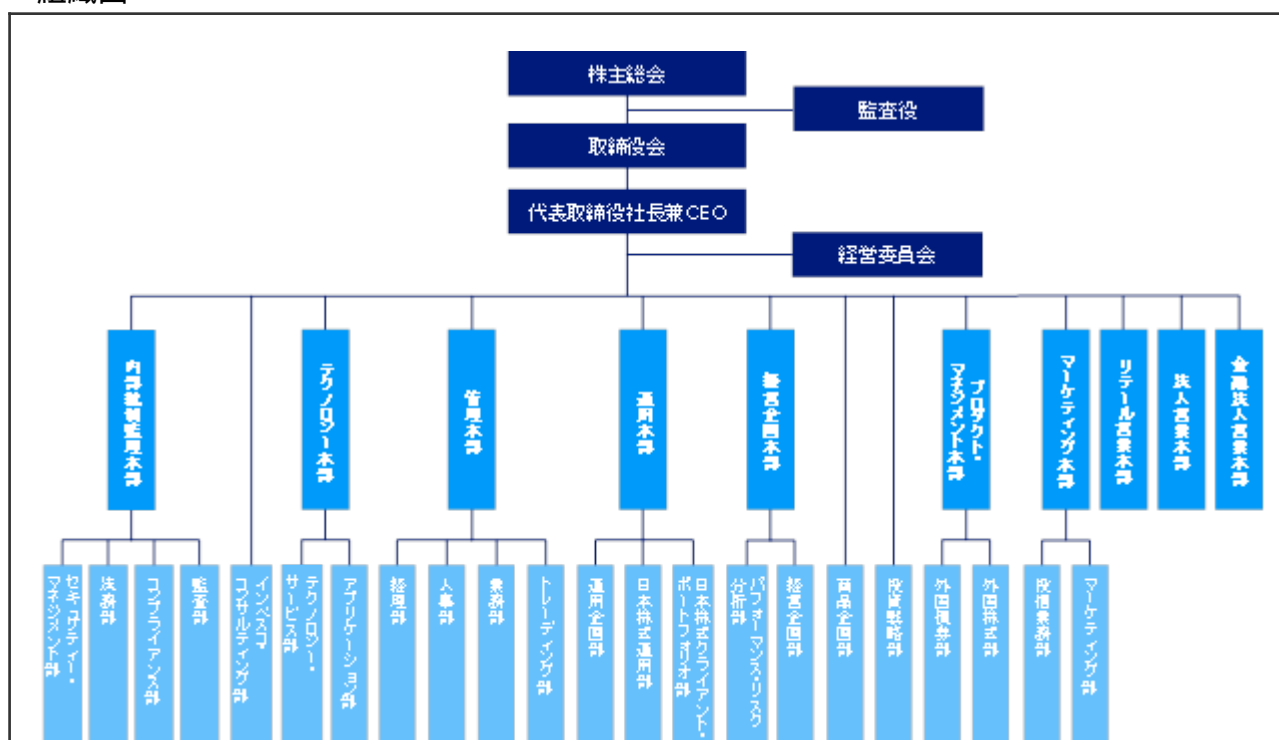 組織図
株主総会
監査役
取締役会
代表取締役社長兼CEO
経営委員会
内部統制監理本部
テクノロジー本部
管理本部
運用本部
経営企画本部
プロダクト・
マネジメント本部
マーケティング本部
リテール営業本部
法人営業本部
金融法人営業本部
セキュリティー・
マネジメント部
法務部
コンプライアンス部
監査部
インベスコ・
コンサルティング部
テクノロジー・
サービス部
アプリケーション部
経理部
人事部
業務部
トレーディング部
運用企画部
日本株式運用部
日本株式クライアント・
ポートフォリオ部
パフォーマンス・リスク
分析部
経営企画部
商品企画部
投資戦略部
外国債券部
外国株式部
投信業務部
マーケティング部